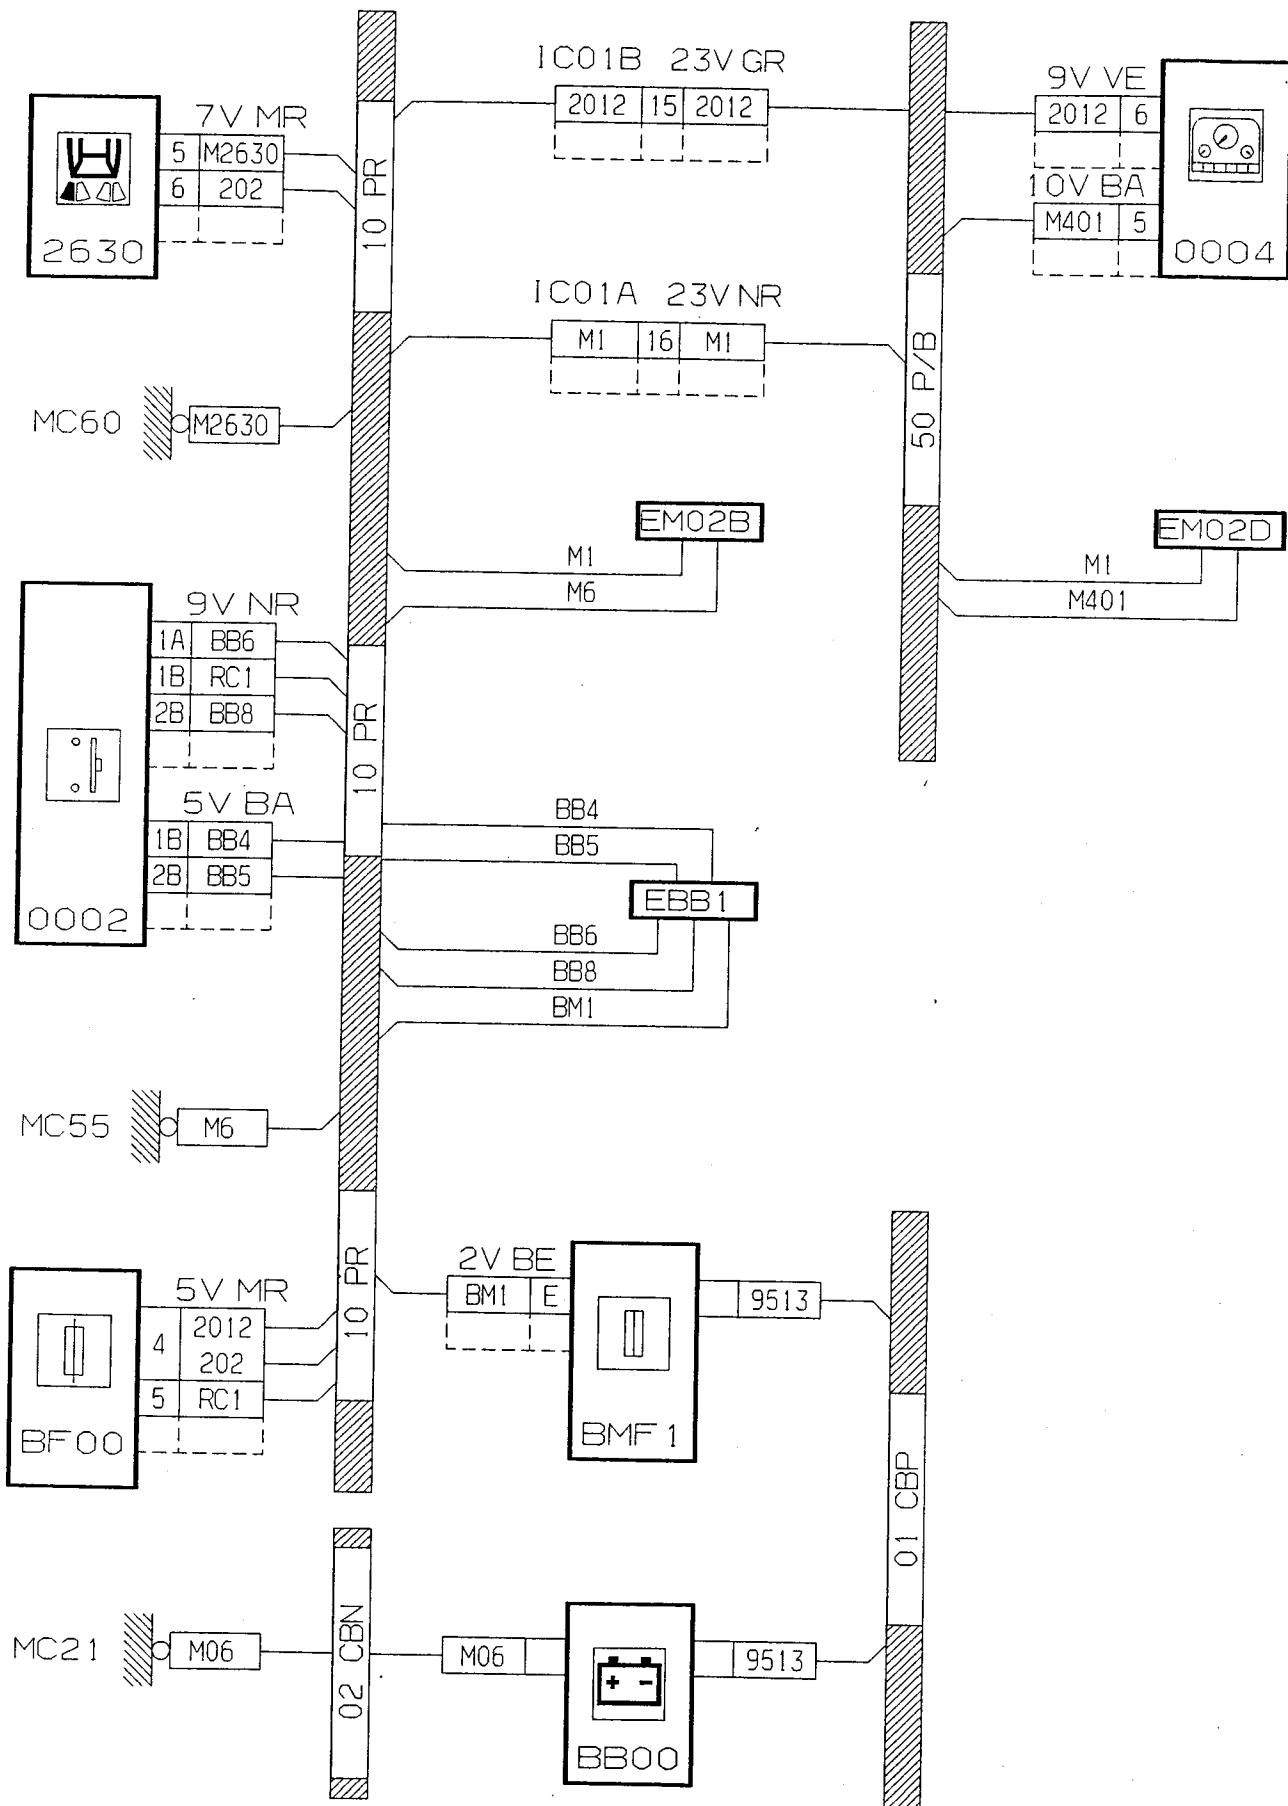 IC01B 23V GR
2012 15 2012
9V VE
2012 6
10V BA
M401 5
0004
7V MR
5 M2630
6 202
2630
10 PR
IC01A 23V NR
M1 16 M1
50 P/B
MC60 M2630
EM02B
M1
M6
EM02D
M1
M401
9V NR
1A BB6
1B RC1
2B BB8
5V BA
1B BB4
2B BB5
0002
10 PR
BB4
BB5
EBB1
BB6
BB8
BM1
MC55 M6
10 PR
5V MR
4 2012
202
5 RC1
BF00
2V BE
BM1 E
BMF1
9513
01 CBP
MC21 M06
02 CBN
M06
+ -
BB00
9513